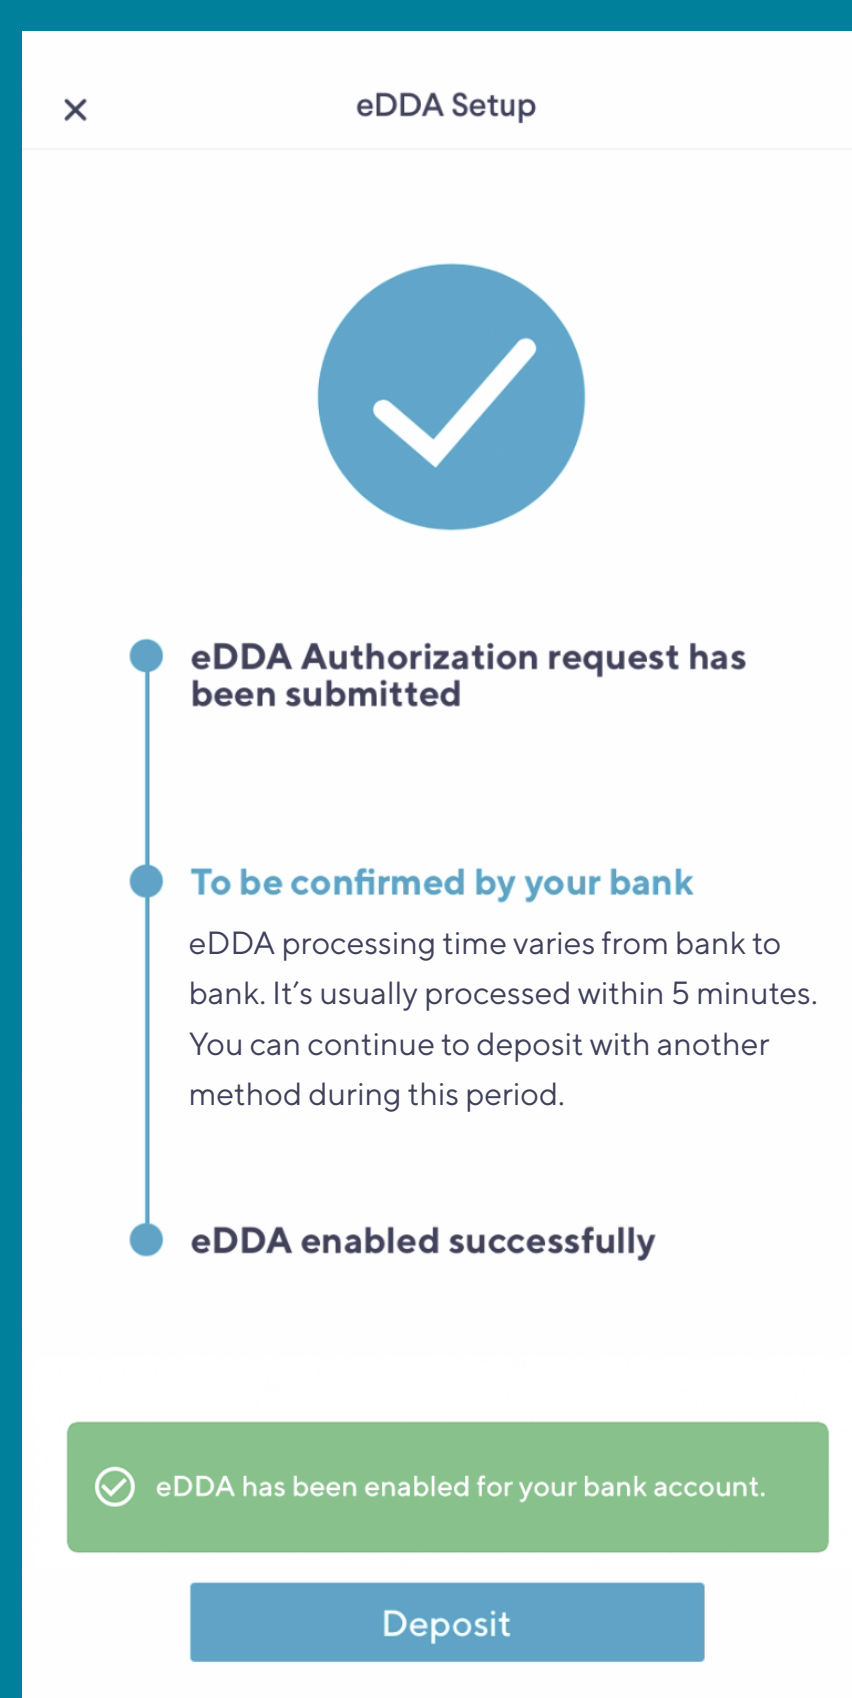 eDDA Setup
eDDA Authorization request has
been submitted
To be confirmed by your bank
eDDA processing time varies from bank to
bank. It’s usually processed within 5 minutes.
You can continue to deposit with another
method during this period.
eDDA enabled successfully
eDDA has been enabled for your bank account.
Deposit